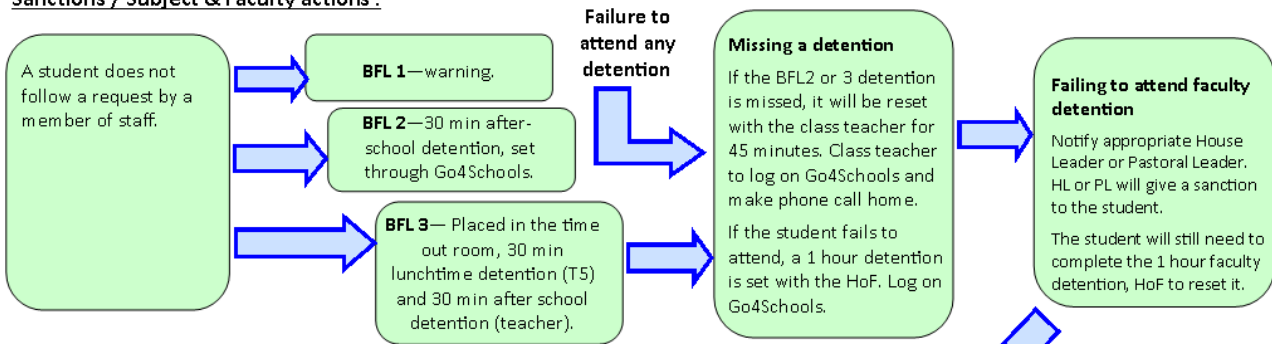 Sanctions / Subject & Faculty actions :
A student does not
follow a request by a
member of staff.
BFL 1—warning.
BFL 2—30 min after-
school detention, set
through Go4Schools.
BFL 3— Placed in the time
out room, 30 min
lunchtime detention (T5)
and 30 min after school
detention (teacher).
Failure to
attend any
detention
Missing a detention
If the BFL2 or 3 detention
is missed, it will be reset
with the class teacher for
45 minutes. Class teacher
to log on Go4Schools and
make phone call home.
If the student fails to
attend, a 1 hour detention
is set with the HoF. Log on
Go4Schools.
Failing to attend faculty
detention
Notify appropriate House
Leader or Pastoral Leader.
HL or PL will give a sanction
to the student.
The student will still need to
complete the 1 hour faculty
detention, HoF to reset it.